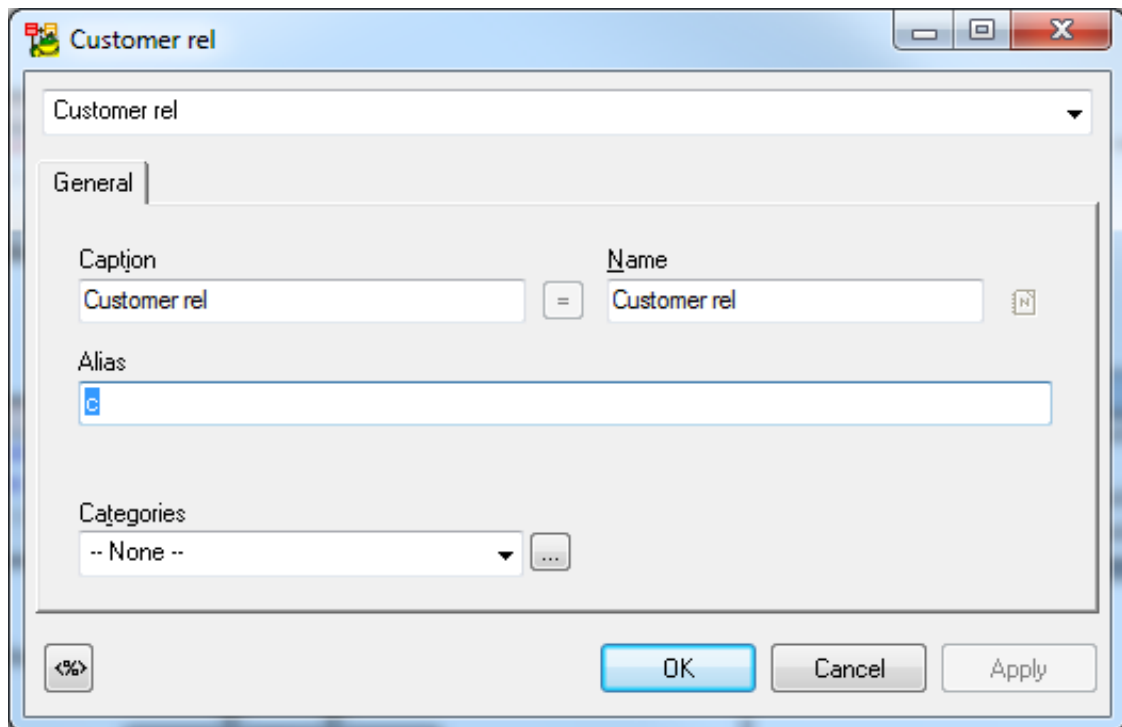 Customer rel
Customer rel
General
Caption Name
Customer rel = Customer rel N
Alias
c
Categories
-- None -- ...
<%> OK Cancel Apply